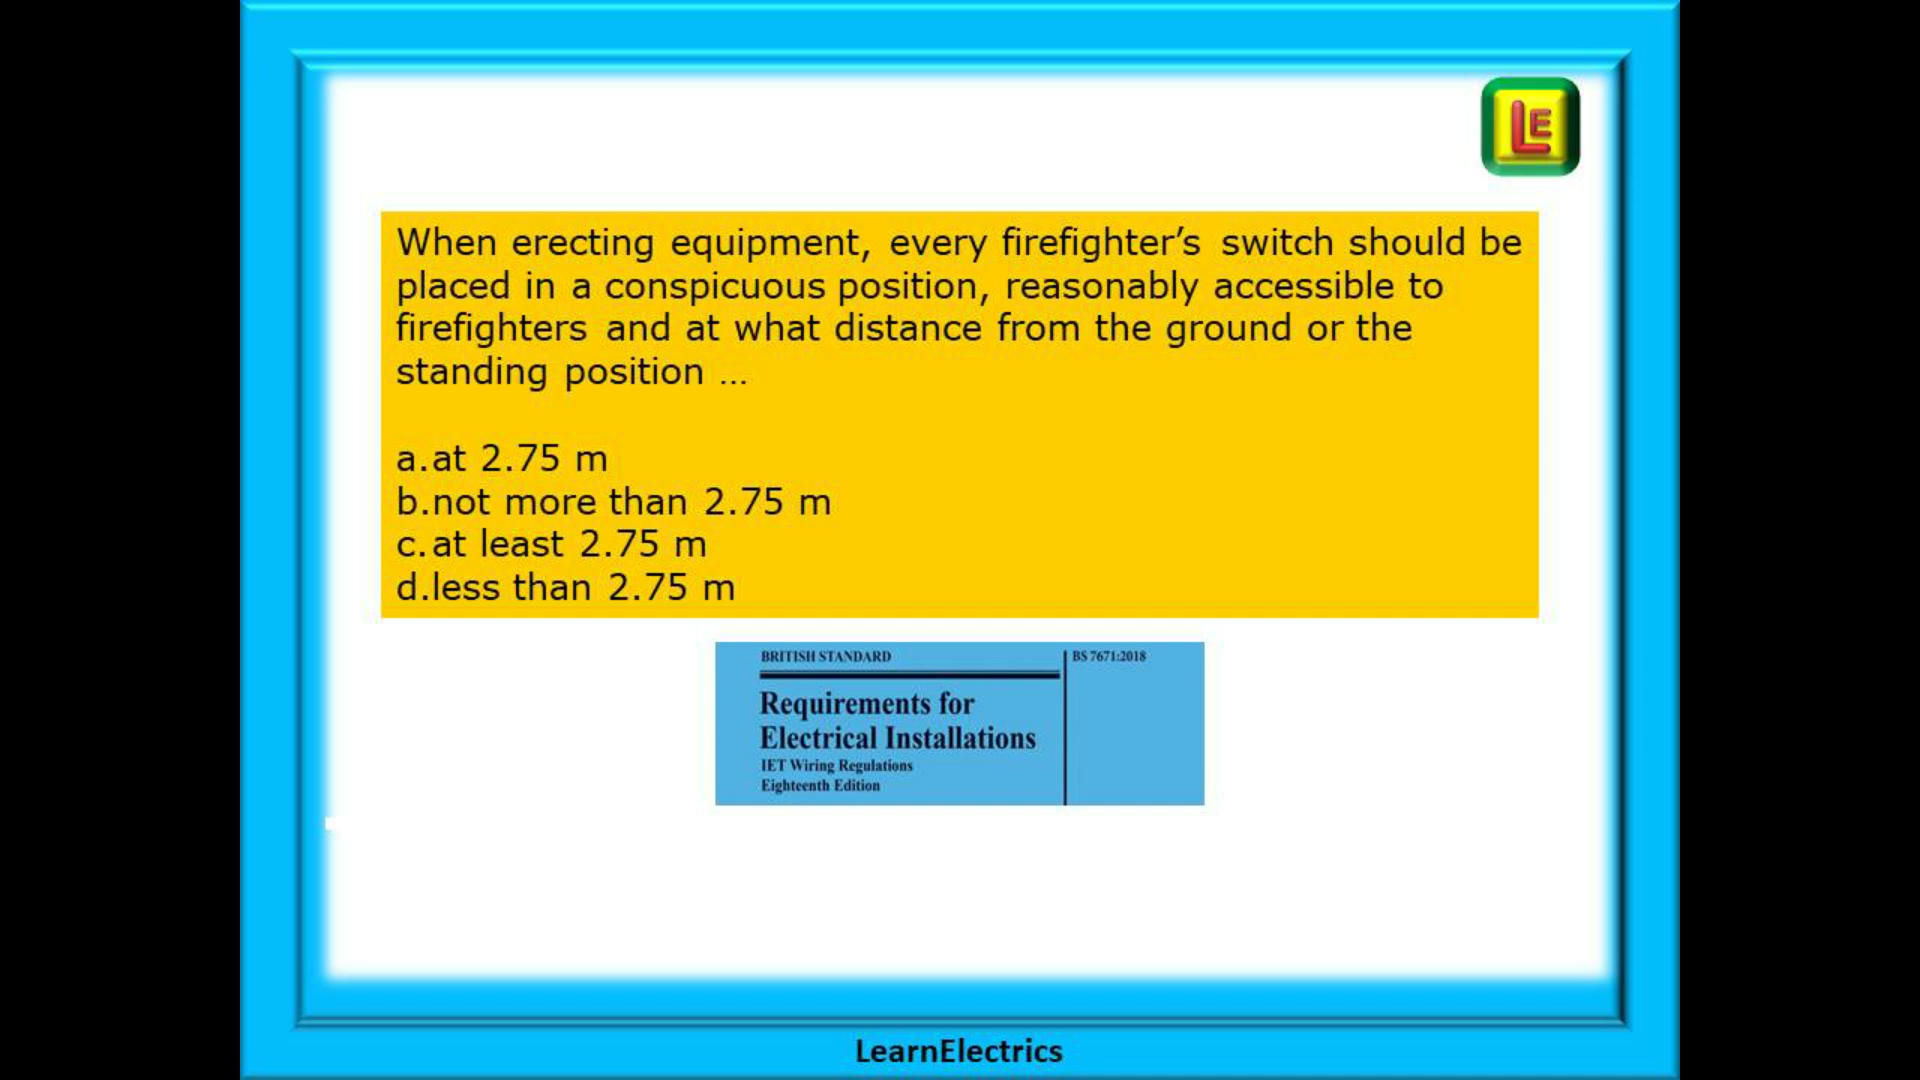 LE
When erecting equipment, every firefighter’s switch should be
placed in a conspicuous position, reasonably accessible to
firefighters and at what distance from the ground or the
standing position ...
a.at 2.75 m
b.not more than 2.75 m
c.at least 2.75 m
d.less than 2.75 m
BRITISH STANDARD
BS 7671:2018
Requirements for
Electrical Installations
IET Wiring Regulations
Eighteenth Edition
LearnElectrics